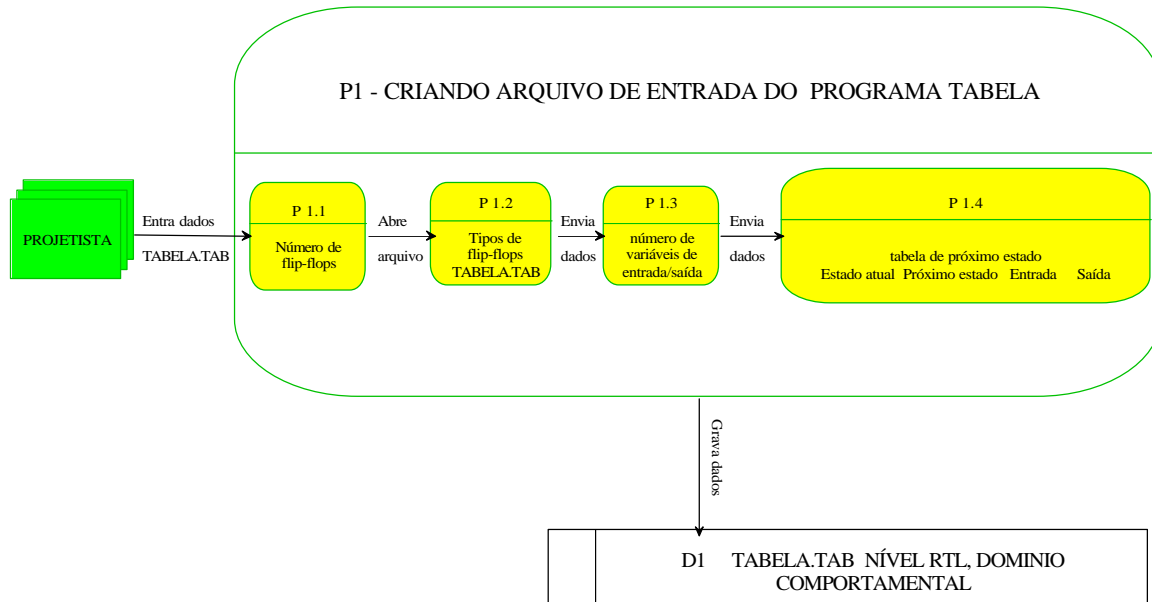 P1 - CRIANDO ARQUIVO DE ENTRADA DO PROGRAMA TABELA
PROJETISTA
Entra dados
TABELA.TAB
P 1.1
Número de
flip-flops
Abre
arquivo
P 1.2
Tipos de
flip-flops
TABELA.TAB
Envia
dados
P 1.3
número de
variáveis de
entrada/saída
Envia
dados
P 1.4
tabela de próximo estado
Estado atual Próximo estado Entrada Saída
Grava dados
D1 TABELA.TAB NÍVEL RTL, DOMINIO
COMPORTAMENTAL